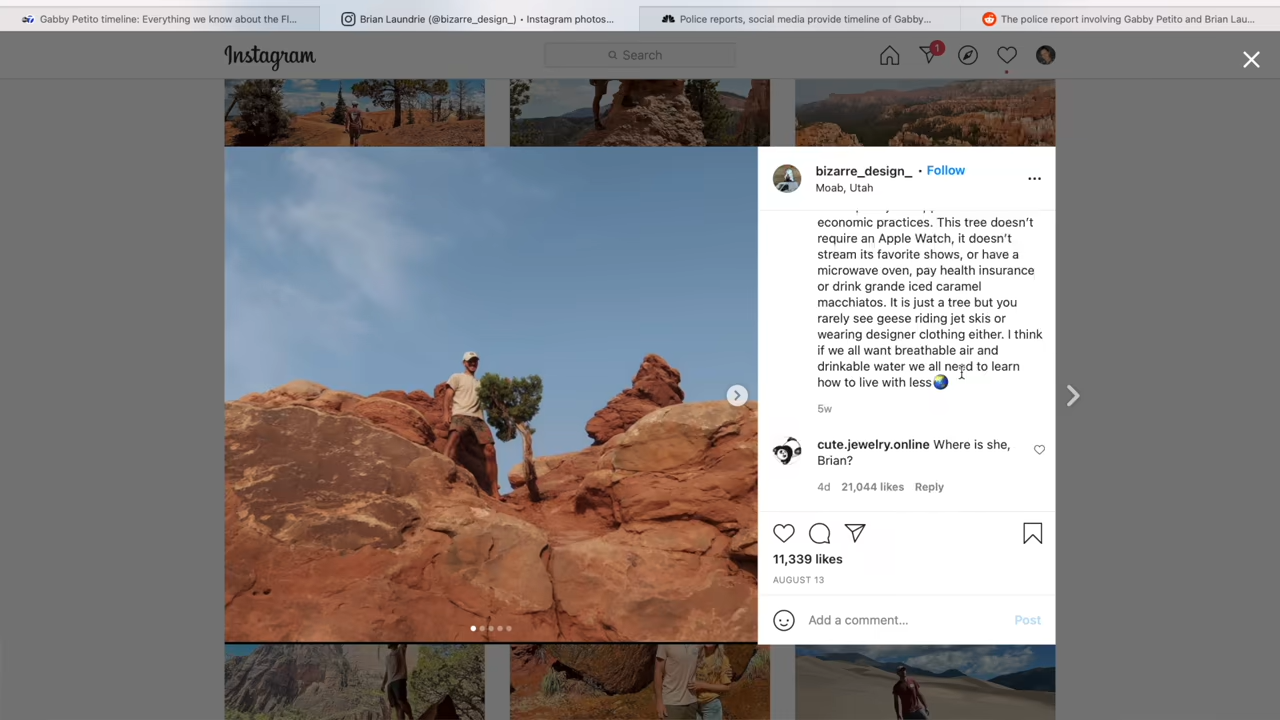 Gabby Petito timeline: Everything we know about the Fl...
Brian Laundrie (@bizarre_design_) • Instagram photos...
Police reports, social media provide timeline of Gabby...
The police report involving Gabby Petito and Brian Lau...
Instagram
Search
1
bizarre_design_ • Follow
Moab, Utah
economic practices. This tree doesn't
require an Apple Watch, it doesn't
stream its favorite shows, or have a
microwave oven, pay health insurance
or drink grande iced caramel
macchiatos. It is just a tree but you
rarely see geese riding jet skis or
wearing designer clothing either. I think
if we all want breathable air and
drinkable water we all need to learn
how to live with less🌏
5w
cute.jewelry.online Where is she,
Brian?
4d 21,044 likes Reply
11,339 likes
AUGUST 13
Add a comment... Post